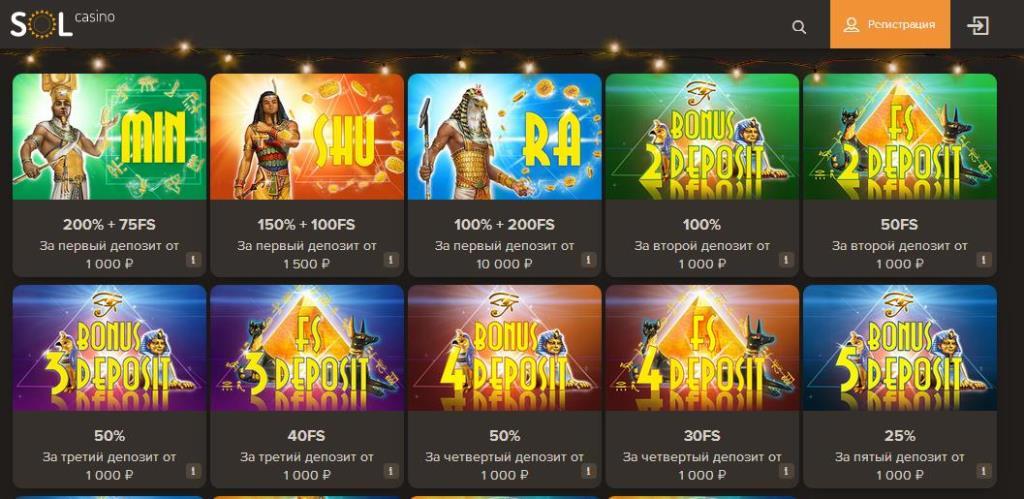 SOL casino
Регистрация
MIN
SHU
RA
BONUS
2 DEPOSIT
FS
2 DEPOSIT
200% + 75FS
За первый депозит от
1 000 ₽
150% + 100FS
За первый депозит от
1 500 ₽
100% + 200FS
За первый депозит от
10 000 ₽
100%
За второй депозит от
1 000 ₽
50FS
За второй депозит от
1 000 ₽
BONUS
3 DEPOSIT
FS
3 DEPOSIT
BONUS
4 DEPOSIT
FS
4 DEPOSIT
BONUS
5 DEPOSIT
50%
За третий депозит от
1 000 ₽
40FS
За третий депозит от
1 000 ₽
50%
За четвертый депозит от
1 000 ₽
30FS
За четвертый депозит от
1 000 ₽
25%
За пятый депозит от
1 000 ₽